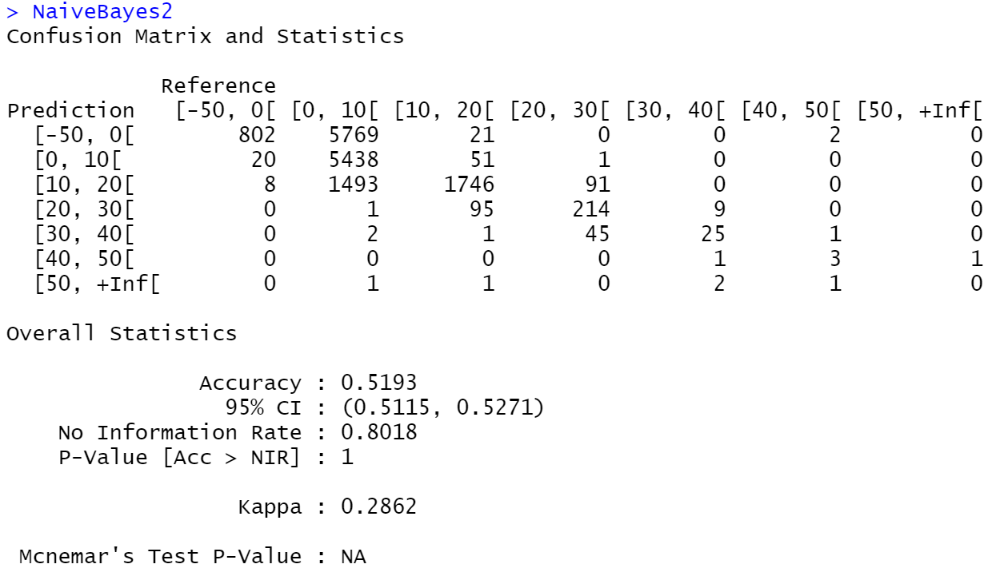 > NaiveBayes2
Confusion Matrix and Statistics
Reference
Prediction [-50, 0[ [0, 10[ [10, 20[ [20, 30[ [30, 40[ [40, 50[ [50, +Inf[
[-50, 0[ 802 5769 21 0 0 2 0
[0, 10[ 20 5438 51 1 0 0 0
[10, 20[ 8 1493 1746 91 0 0 0
[20, 30[ 0 1 95 214 9 0 0
[30, 40[ 0 2 1 45 25 1 0
[40, 50[ 0 0 0 0 1 3 1
[50, +Inf[ 0 1 1 0 2 1 0
Overall Statistics
Accuracy : 0.5193
95% CI : (0.5115, 0.5271)
No Information Rate : 0.8018
P-Value [Acc > NIR] : 1
Kappa : 0.2862
Mcnemar's Test P-Value : NA